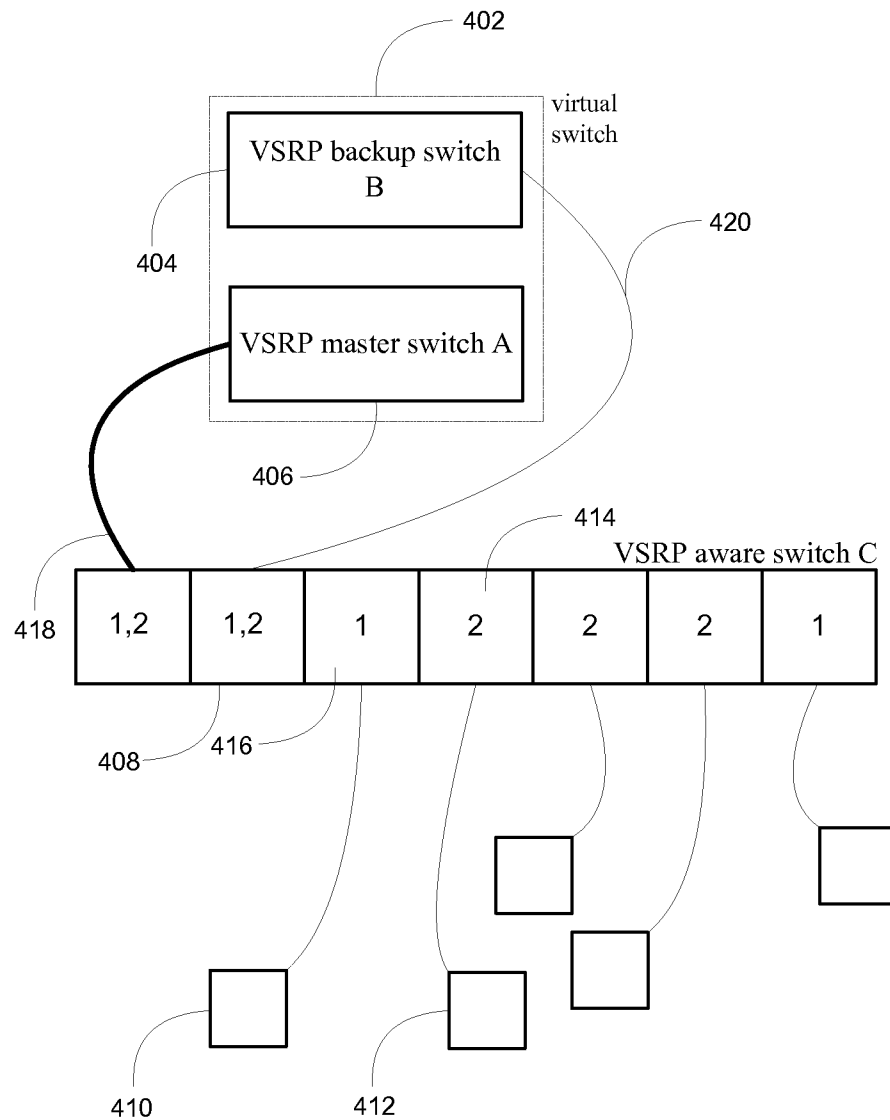 402
virtual
switch
VSRP backup switch
B
404
420
VSRP master switch A
406
414
VSRP aware switch C
418
1,2
1,2
1
2
2
2
1
408
416
410
412